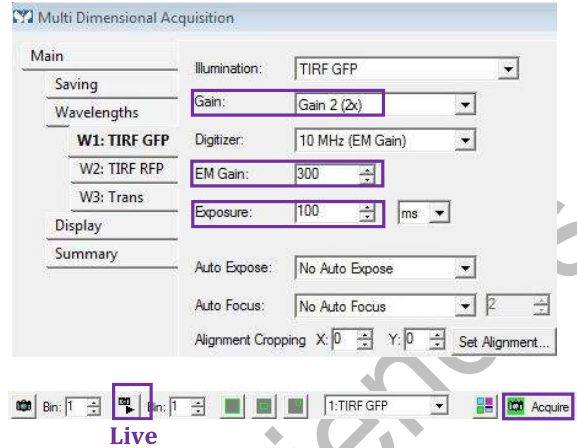 Multi Dimensional Acquisition
Main
Saving
Wavelengths
W1: TIRF GFP
W2: TIRF RFP
W3: Trans
Display
Summary
Illumination: TIRF GFP
Gain: Gain 2 (2x)
Digitizer: 10 MHz (EM Gain)
EM Gain: 300
Exposure: 100 ms
Auto Expose: No Auto Expose
Auto Focus: No Auto Focus 2
Alignment Cropping X: 0 Y: 0 Set Alignment...
Bin: 1 Bin: 1 1:TIRF GFP Acquire
Live